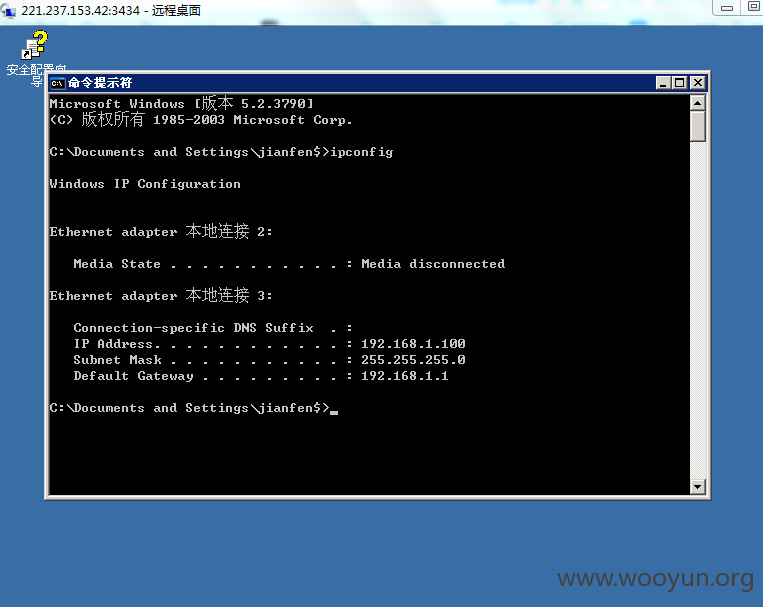 221.237.153.42:3434 - 远程桌面
安全配置向
导
命令提示符
Microsoft Windows [版本 5.2.3790]
(C) 版权所有 1985-2003 Microsoft Corp.
C:\Documents and Settings\jianfen$>ipconfig
Windows IP Configuration
Ethernet adapter 本地连接 2:
Media State . . . . . . . . . . . : Media disconnected
Ethernet adapter 本地连接 3:
Connection-specific DNS Suffix  . :
IP Address. . . . . . . . . . . . : 192.168.1.100
Subnet Mask . . . . . . . . . . . : 255.255.255.0
Default Gateway . . . . . . . . . : 192.168.1.1
C:\Documents and Settings\jianfen$>_
www.wooyun.org